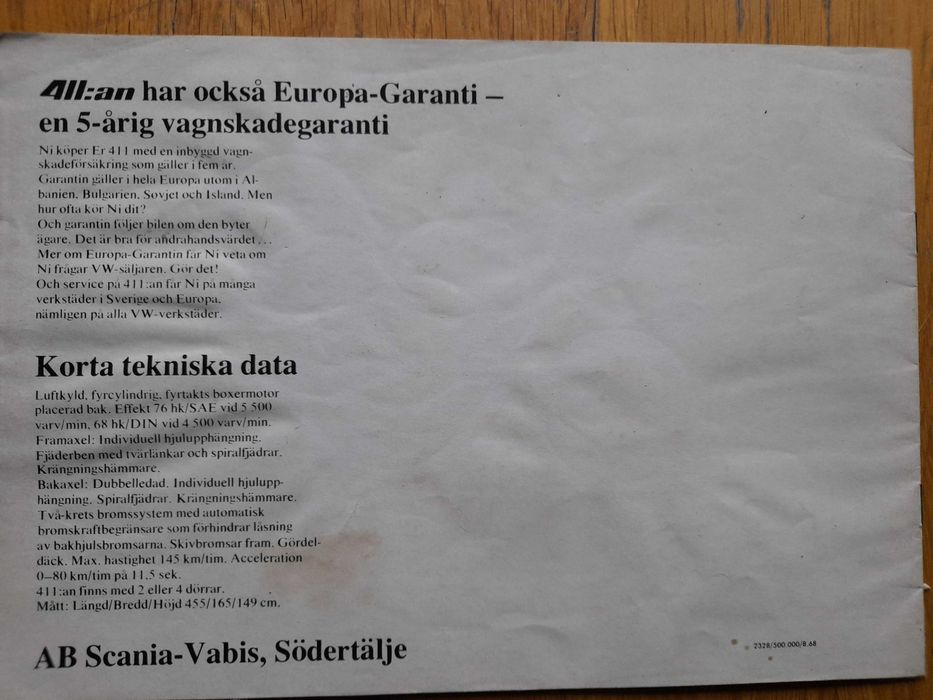 411:an har också Europa-Garanti –
en 5-årig vagnskadegaranti
Ni köper Er 411 med en inbyggd vagn-
skadeförsäkring som gäller i fem år.
Garantin gäller i hela Europa utom i Al-
banien, Bulgarien, Sovjet och Island. Men
hur ofta kör Ni dit?
Och garantin följer bilen om den byter
ägare. Det är bra för andrahandsvärdet...
Mer om Europa-Garantin får Ni veta om
Ni frågar VW-säljaren. Gör det!
Och service på 411:an får Ni på många
verkstäder i Sverige och Europa,
nämligen på alla VW-verkstäder.
Korta tekniska data
Luftkyld, fyrcylindrig, fyrtakts boxermotor
placerad bak. Effekt 76 hk/SAE vid 5 500
varv/min, 68 hk/DIN vid 4 500 varv/min.
Framaxel: Individuell hjulupphängning.
Fjäderben med tvärlänkar och spiralfjädrar.
Krängningshämmare.
Bakaxel: Dubbelledad. Individuell hjulupp-
hängning. Spiralfjädrar. Krängningshämmare.
Två-krets bromssystem med automatisk
bromskraftbegränsare som förhindrar låsning
av bakhjulsbromsarna. Skivbromsar fram. Gördel-
däck. Max. hastighet 145 km/tim. Acceleration
0–80 km/tim på 11,5 sek.
411:an finns med 2 eller 4 dörrar.
Mått: Längd/Bredd/Höjd 455/165/149 cm.
AB Scania-Vabis, Södertälje
2328/500.000/8.68